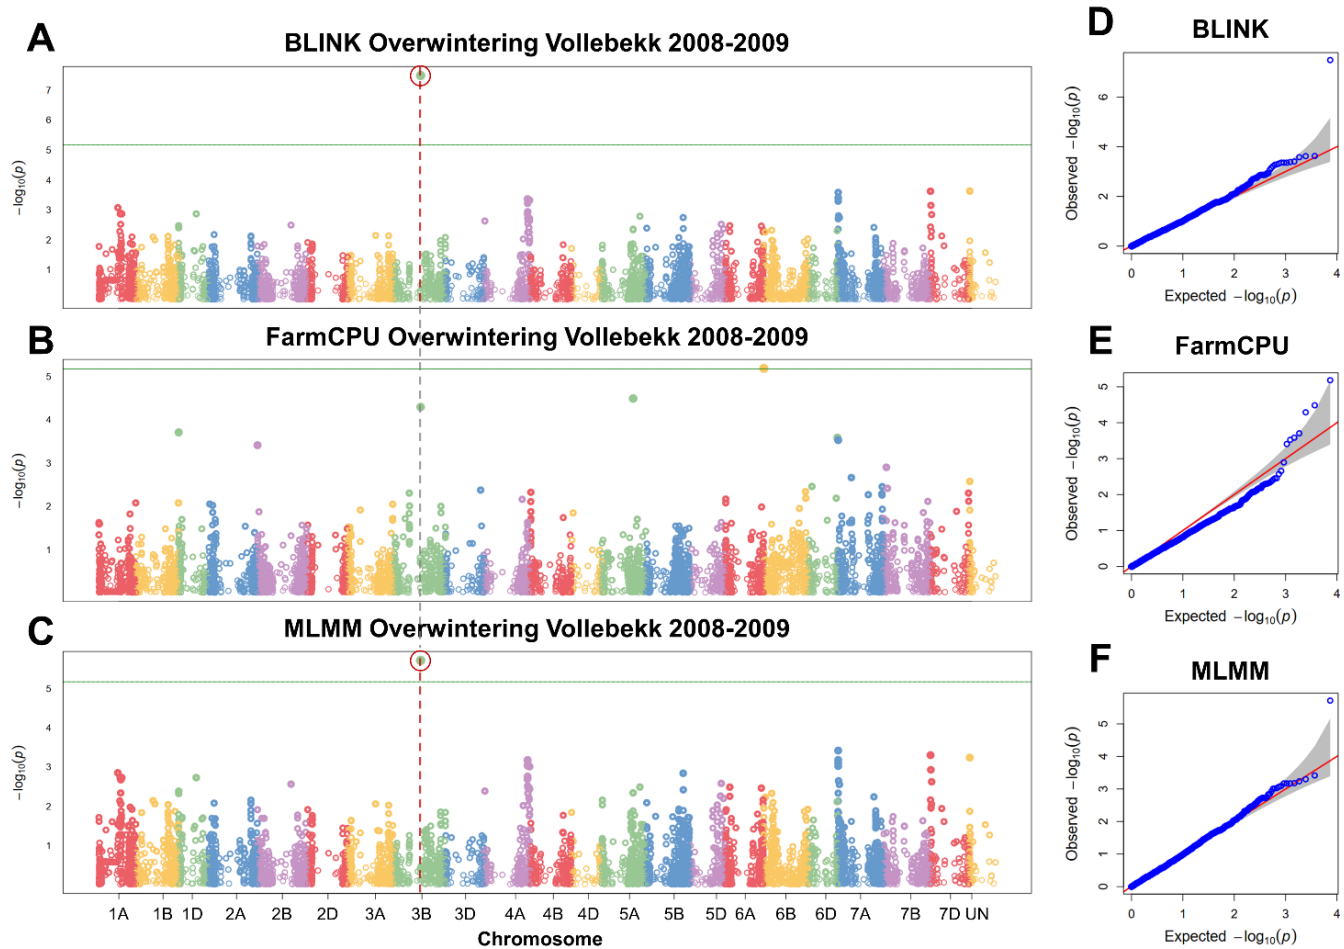 A
BLINK Overwintering Vollebekk 2008-2009
7
6
5
4
3
2
1
−log10(p)
B
FarmCPU Overwintering Vollebekk 2008-2009
5
4
3
2
1
−log10(p)
C
MLMM Overwintering Vollebekk 2008-2009
5
4
3
2
1
−log10(p)
1A 1B 1D 2A 2B 2D 3A 3B 3D 4A 4B 4D 5A 5B 5D 6A 6B 6D 7A 7B 7D UN
Chromosome
D
BLINK
Observed −log10(p)
6
4
2
0
0 1 2 3 4
Expected −log10(p)
E
FarmCPU
Observed −log10(p)
5
4
3
2
1
0
0 1 2 3 4
Expected −log10(p)
F
MLMM
Observed −log10(p)
5
4
3
2
1
0
0 1 2 3 4
Expected −log10(p)